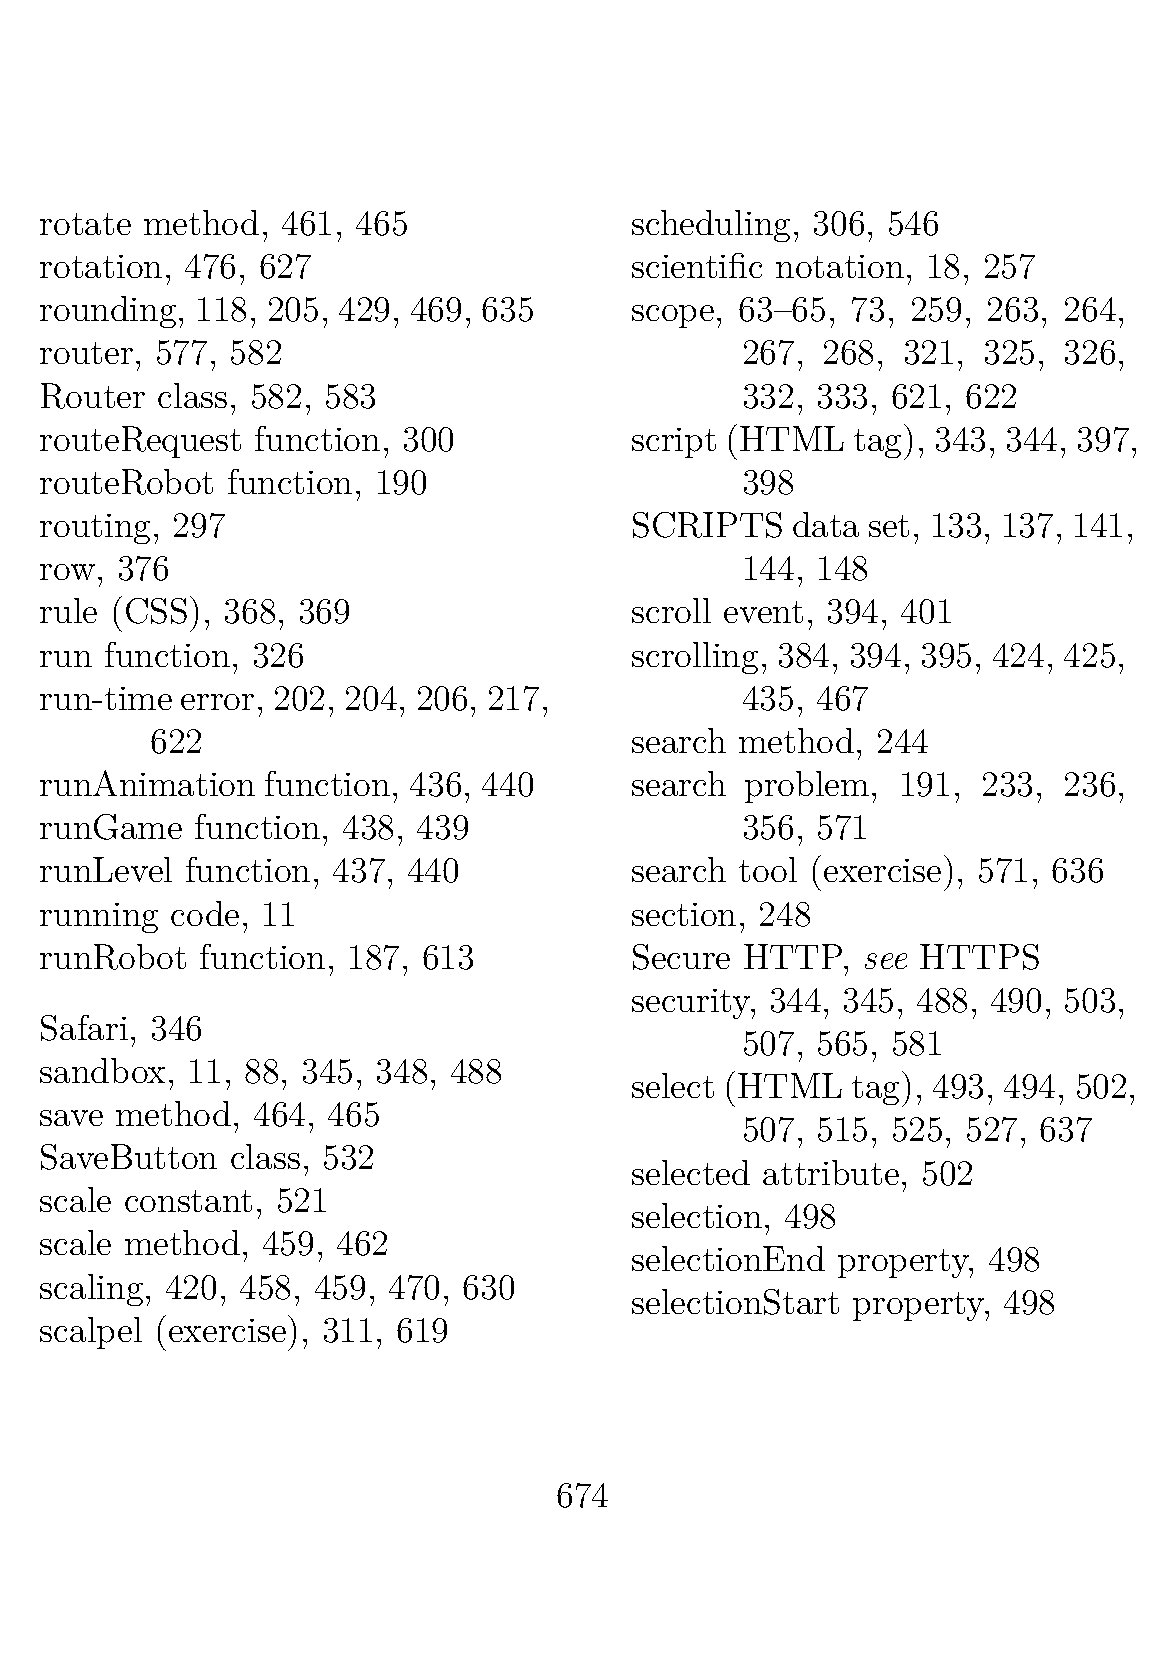 rotate method, 461, 465
rotation, 476, 627
rounding, 118, 205, 429, 469, 635
router, 577, 582
Router class, 582, 583
routeRequest function, 300
routeRobot function, 190
routing, 297
row, 376
rule (CSS), 368, 369
run function, 326
run-time error, 202, 204, 206, 217,
622
runAnimation function, 436, 440
runGame function, 438, 439
runLevel function, 437, 440
running code, 11
runRobot function, 187, 613
Safari, 346
sandbox, 11, 88, 345, 348, 488
save method, 464, 465
SaveButton class, 532
scale constant, 521
scale method, 459, 462
scaling, 420, 458, 459, 470, 630
scalpel (exercise), 311, 619
scheduling, 306, 546
scientific notation, 18, 257
scope, 63–65, 73, 259, 263, 264,
267, 268, 321, 325, 326,
332, 333, 621, 622
script (HTML tag), 343, 344, 397,
398
SCRIPTS data set, 133, 137, 141,
144, 148
scroll event, 394, 401
scrolling, 384, 394, 395, 424, 425,
435, 467
search method, 244
search problem, 191, 233, 236,
356, 571
search tool (exercise), 571, 636
section, 248
Secure HTTP, see HTTPS
security, 344, 345, 488, 490, 503,
507, 565, 581
select (HTML tag), 493, 494, 502,
507, 515, 525, 527, 637
selected attribute, 502
selection, 498
selectionEnd property, 498
selectionStart property, 498
674